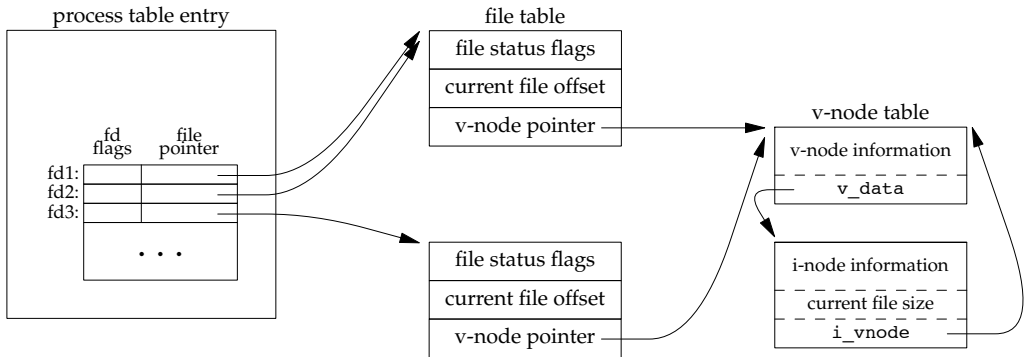 process table entry
fd
flags
file
pointer
fd1:
fd2:
fd3:
. . .
file table
file status flags
current file offset
v-node pointer
file status flags
current file offset
v-node pointer
v-node table
v-node information
v_data
i-node information
current file size
i_vnode